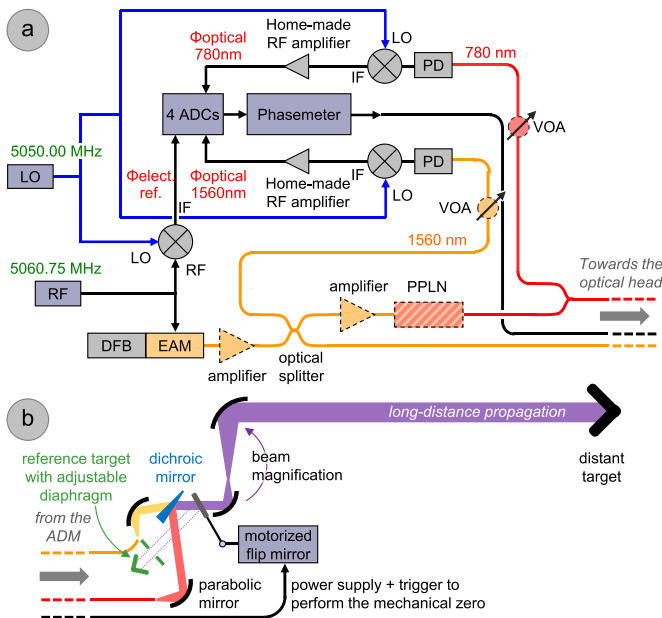 a
Φoptical
780nm
Home-made
RF amplifier
LO
IF
PD
780 nm
4 ADCs
Phasemeter
VOA
5050.00 MHz
LO
Φelect.
ref.
IF
Φoptical
1560nm
Home-made
RF amplifier
IF
LO
PD
VOA
1560 nm
LO
RF
5060.75 MHz
RF
amplifier
PPLN
Towards the
optical head
DFB
EAM
amplifier
optical
splitter
b
long-distance propagation
reference target
with adjustable
diaphragm
dichroic
mirror
beam
magnification
distant
target
from the
ADM
motorized
flip mirror
parabolic
mirror
power supply + trigger to
perform the mechanical zero